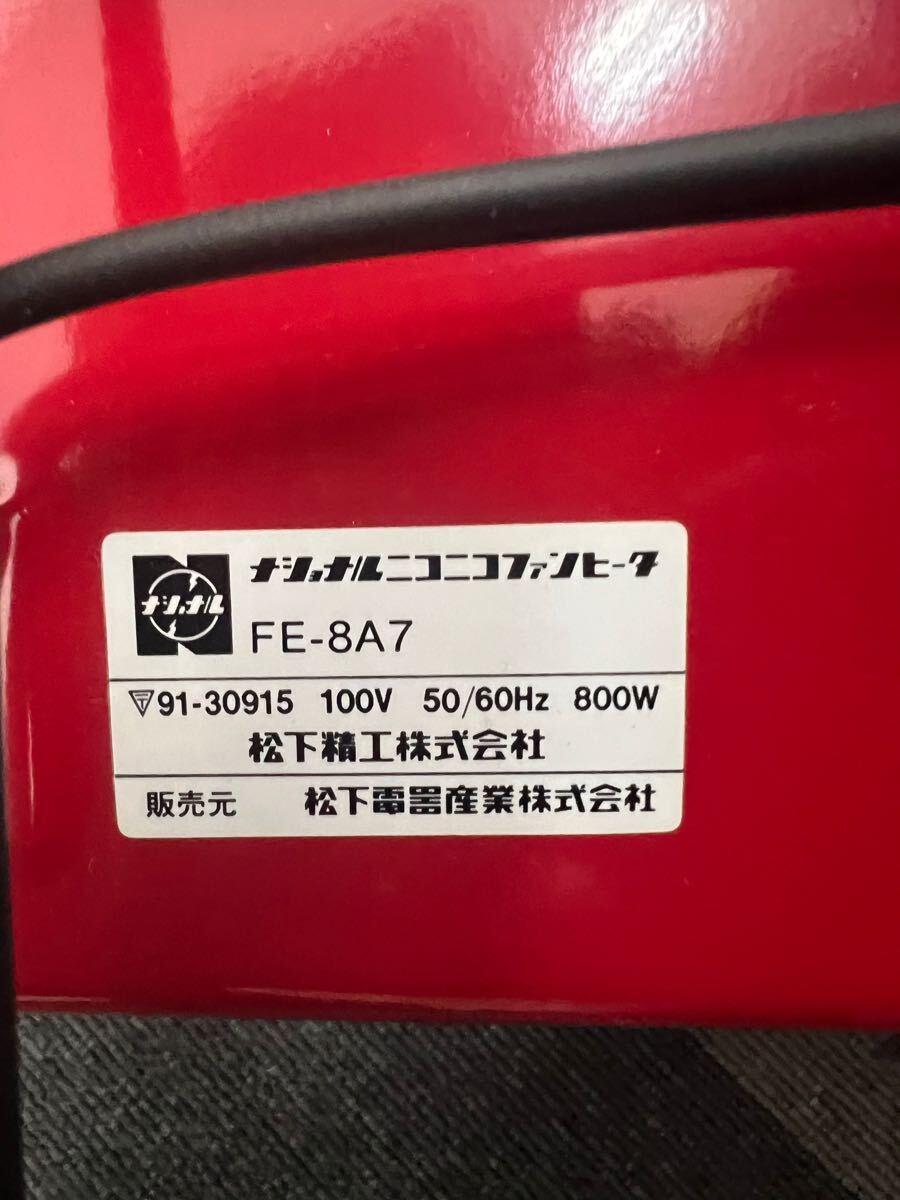 ナショナル
ナショナルニコニコファンヒータ
FE-8A7
〒91-30915 100V 50/60Hz 800W
松下精工株式会社
販売元 松下電器産業株式会社